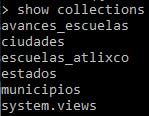 > show collections
avances_escuelas
ciudades
escuelas_atlixco
estados
municipios
system.views